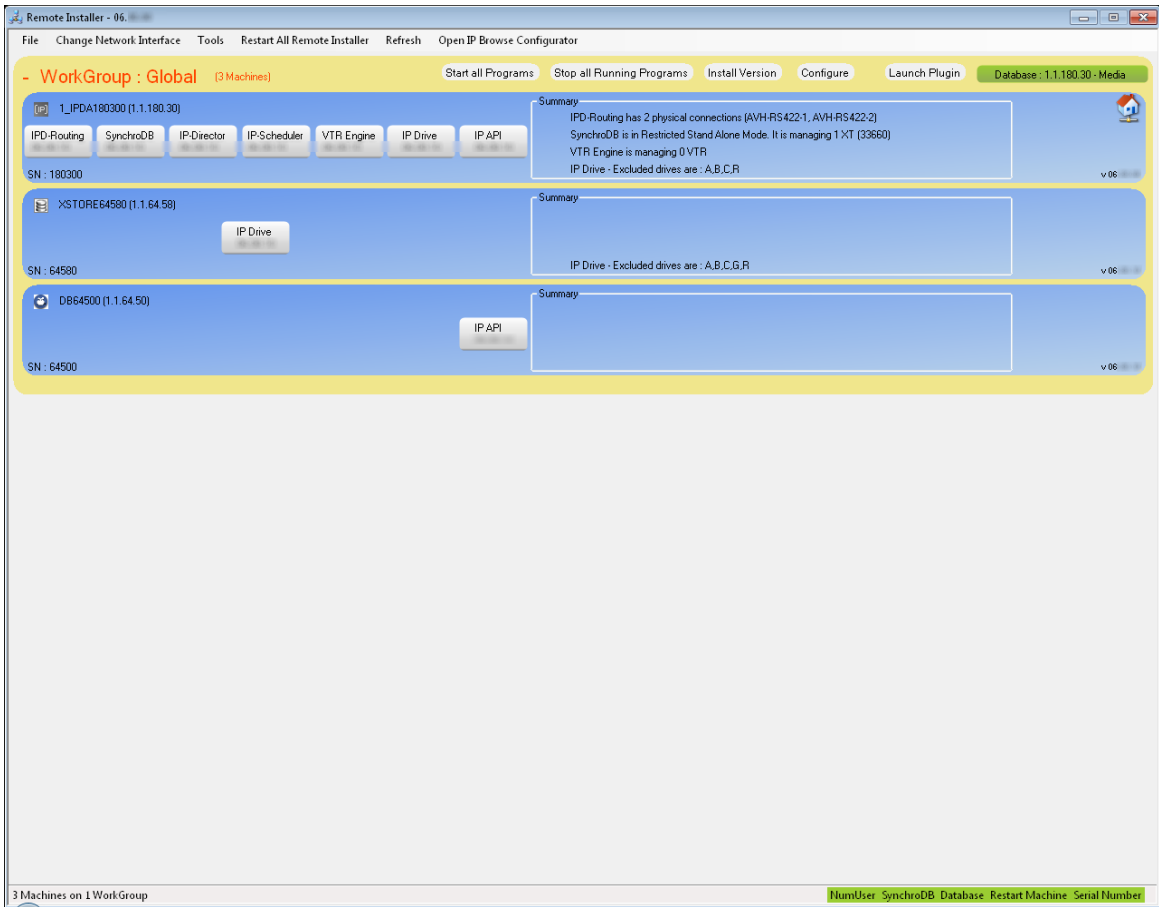 Remote Installer - 06.
File Change Network Interface Tools Restart All Remote Installer Refresh Open IP Browse Configurator
- WorkGroup : Global (3 Machines) Start all Programs Stop all Running Programs Install Version Configure Launch Plugin Database : 1.1.180.30 - Media
1_IPDA180300 (1.1.180.30)
IPD-Routing SynchroDB IP-Director IP-Scheduler VTR Engine IP Drive IP API
SN : 180300
Summary
IPD-Routing has 2 physical connections (AVH-RS422-1, AVH-RS422-2)
SynchroDB is in Restricted Stand Alone Mode. It is managing 1 XT (33660)
VTR Engine is managing 0 VTR
IP Drive - Excluded drives are : A,B,C,R
v 06
XSTORE64580 (1.1.64.58)
IP Drive
SN : 64580
Summary
IP Drive - Excluded drives are : A,B,C,G,R
v 06
DB64500 (1.1.64.50)
IP API
SN : 64500
Summary
v 06
3 Machines on 1 WorkGroup
NumUser SynchroDB Database Restart Machine Serial Number